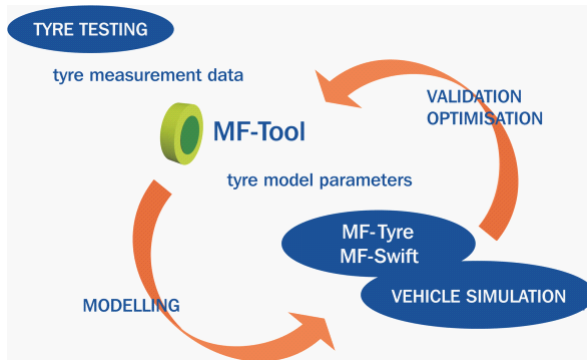 TYRE TESTING
tyre measurement data
MF-Tool
tyre model parameters
VALIDATION
OPTIMISATION
MF-Tyre
MF-Swift
VEHICLE SIMULATION
MODELLING